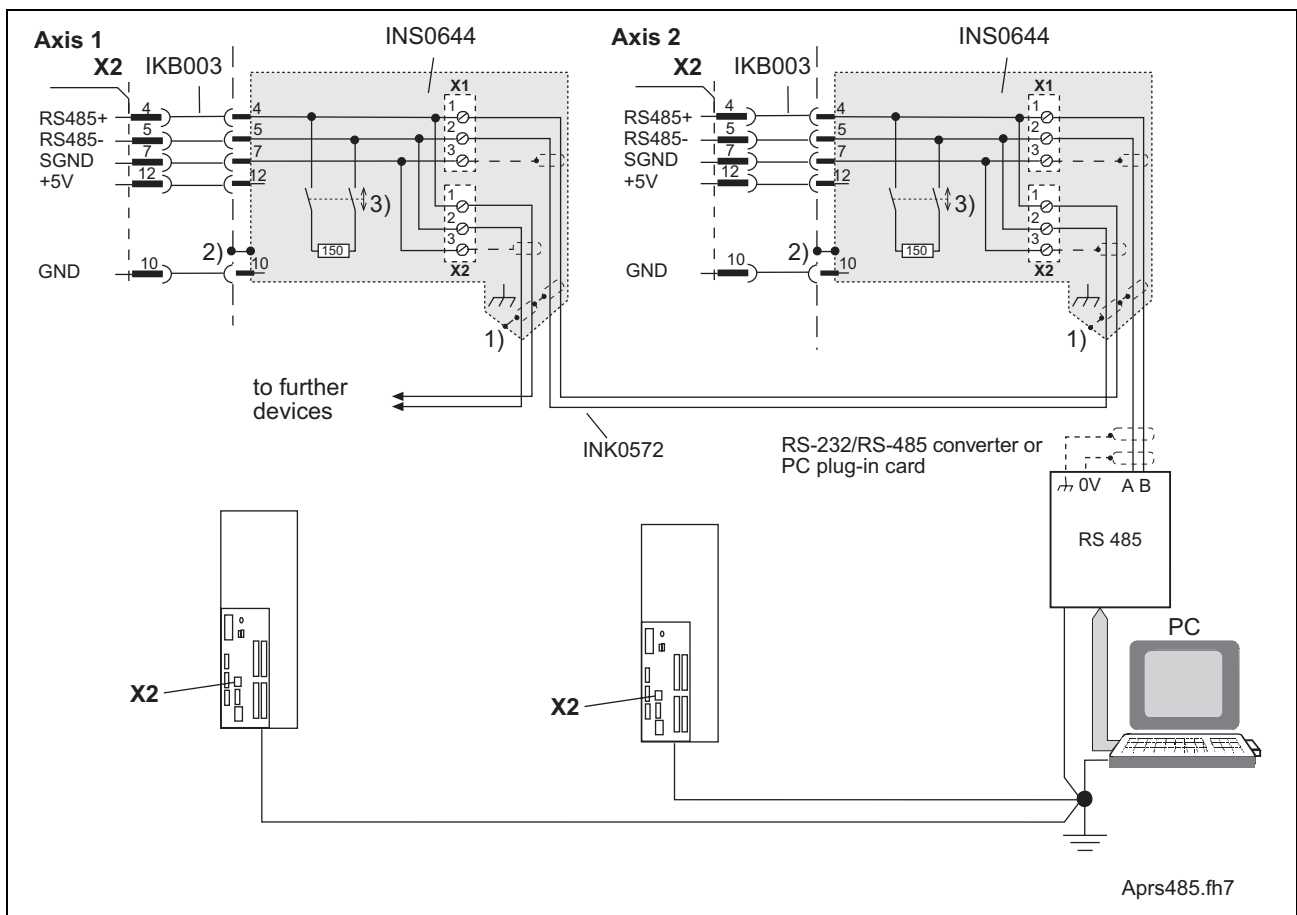 Axis 1
INS0644
X2
IKB003
RS485+
RS485-
SGND
+5V
GND
4
5
7
12
10
4
5
7
12
10
X1
1
2
3
1
2
3
X2
3)
150
2)
1)
Axis 2
INS0644
X2
IKB003
RS485+
RS485-
SGND
+5V
GND
4
5
7
12
10
4
5
7
12
10
X1
1
2
3
1
2
3
X2
3)
150
2)
1)
to further
devices
INK0572
RS-232/RS-485 converter or
PC plug-in card
0V
A B
RS 485
PC
X2
X2
Aprs485.fh7